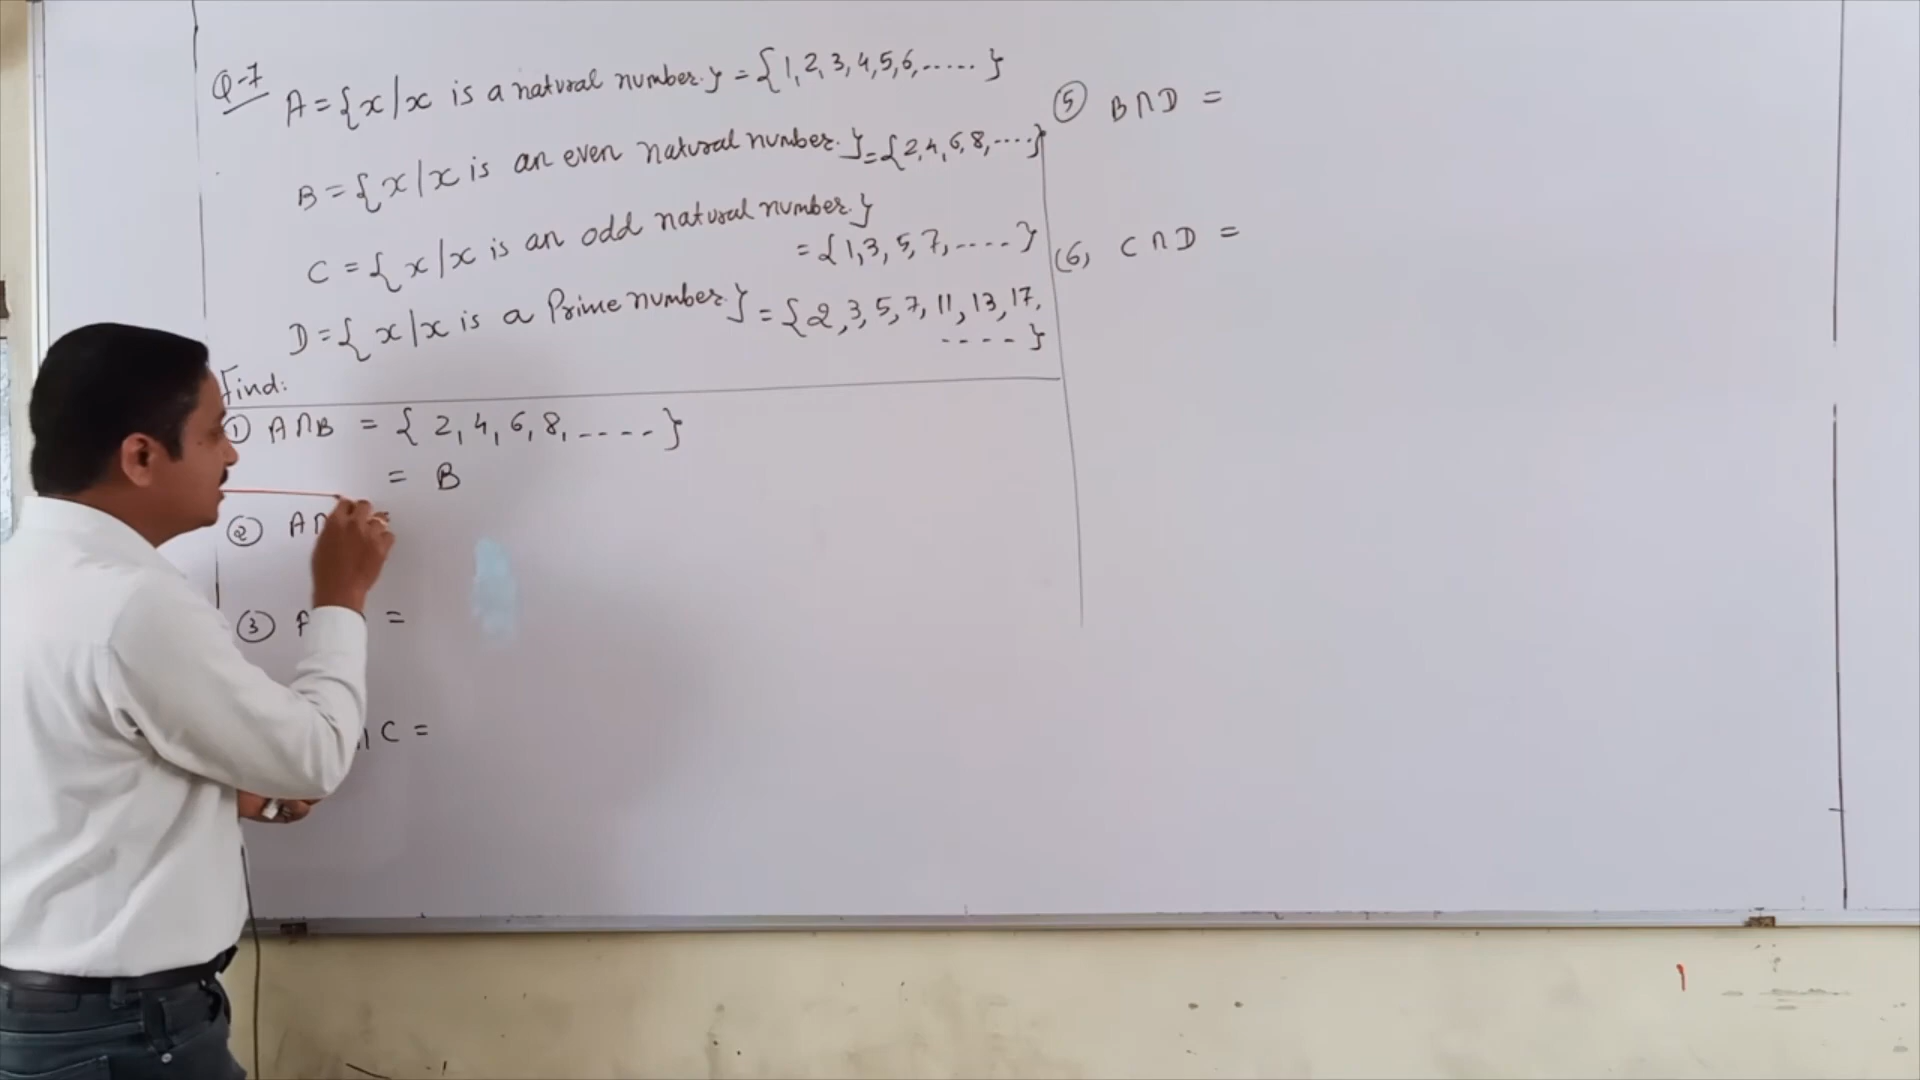 Q-7 A = {x/x is a natural number.} = {1, 2, 3, 4, 5, 6, ..... }
B = {x/x is an even natural number.} = {2, 4, 6, 8, ....}
C = {x/x is an odd natural number.}
= {1, 3, 5, 7, ..... }
D = {x/x is a Prime number.} = {2, 3, 5, 7, 11, 13, 17,
.... }
Find:
① A∩B = { 2, 4, 6, 8, .... }
= B
② A∩ =
③ =
∩ C =
⑤ B∩D =
(6) C∩D =